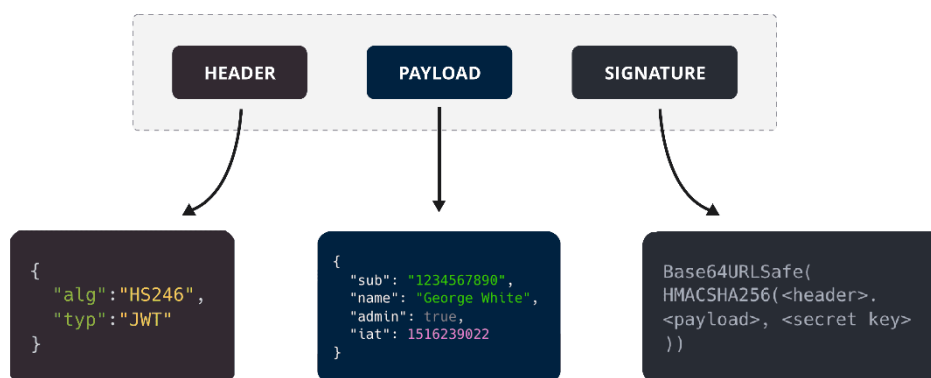 HEADER
PAYLOAD
SIGNATURE
{
"alg":"HS246",
"typ":"JWT"
}
{
"sub": "1234567890",
"name": "George White",
"admin": true,
"iat": 1516239022
}
Base64URLSafe(
HMACSHA256(<header>.
<payload>, <secret key>
))